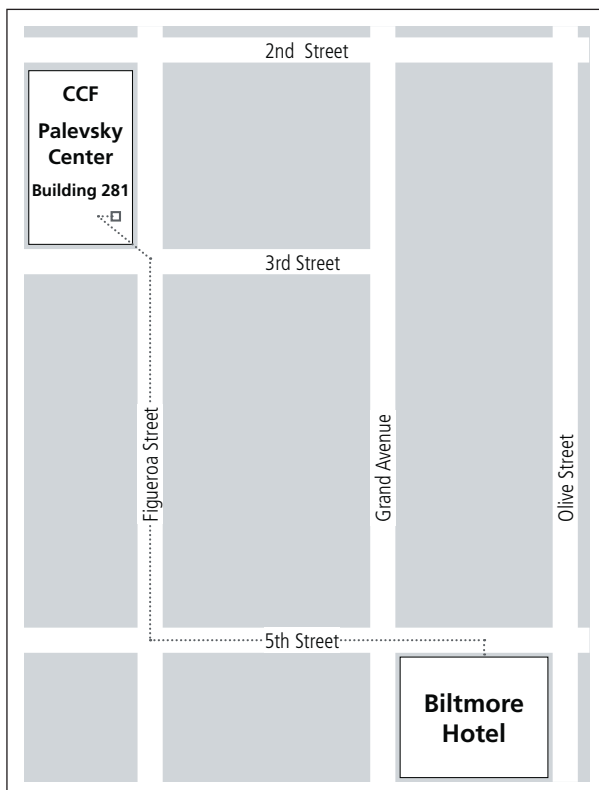 2nd Street
CCF
Palevsky
Center
Building 281
3rd Street
Figueroa Street
Grand Avenue
Olive Street
5th Street
Biltmore
Hotel